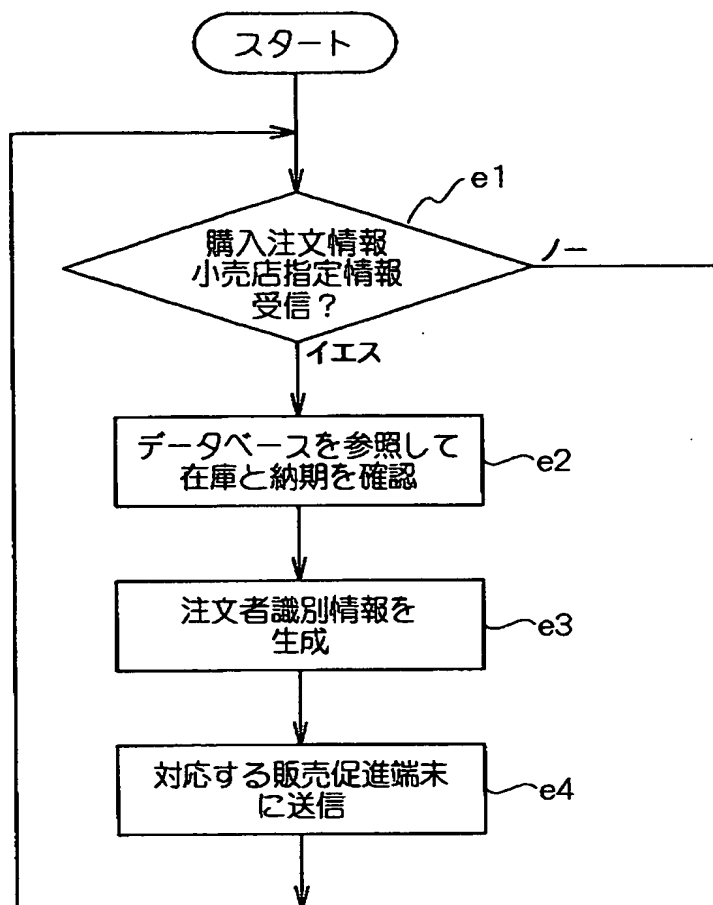 スタート
e1
購入注文情報
小売店指定情報
受信？
ノー
イエス
データベースを参照して
在庫と納期を確認
e2
注文者識別情報を
生成
e3
対応する販売促進端末
に送信
e4